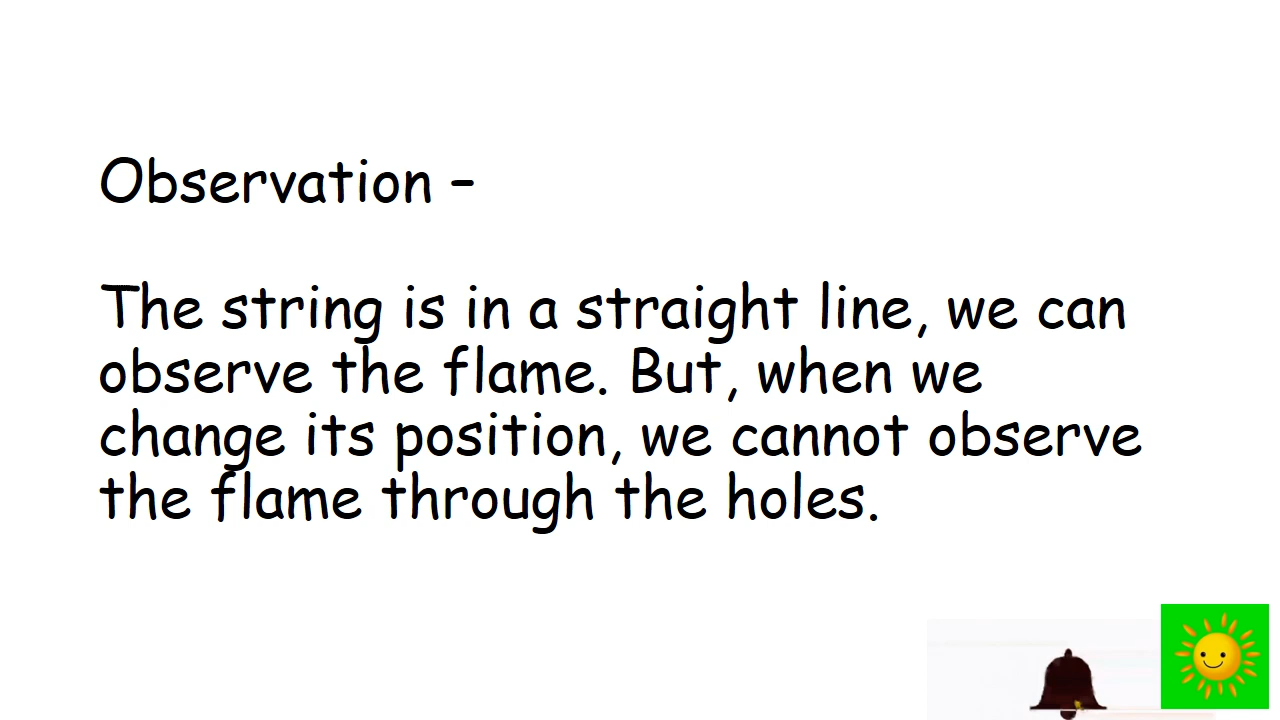 Observation –
The string is in a straight line, we can
observe the flame. But, when we
change its position, we cannot observe
the flame through the holes.